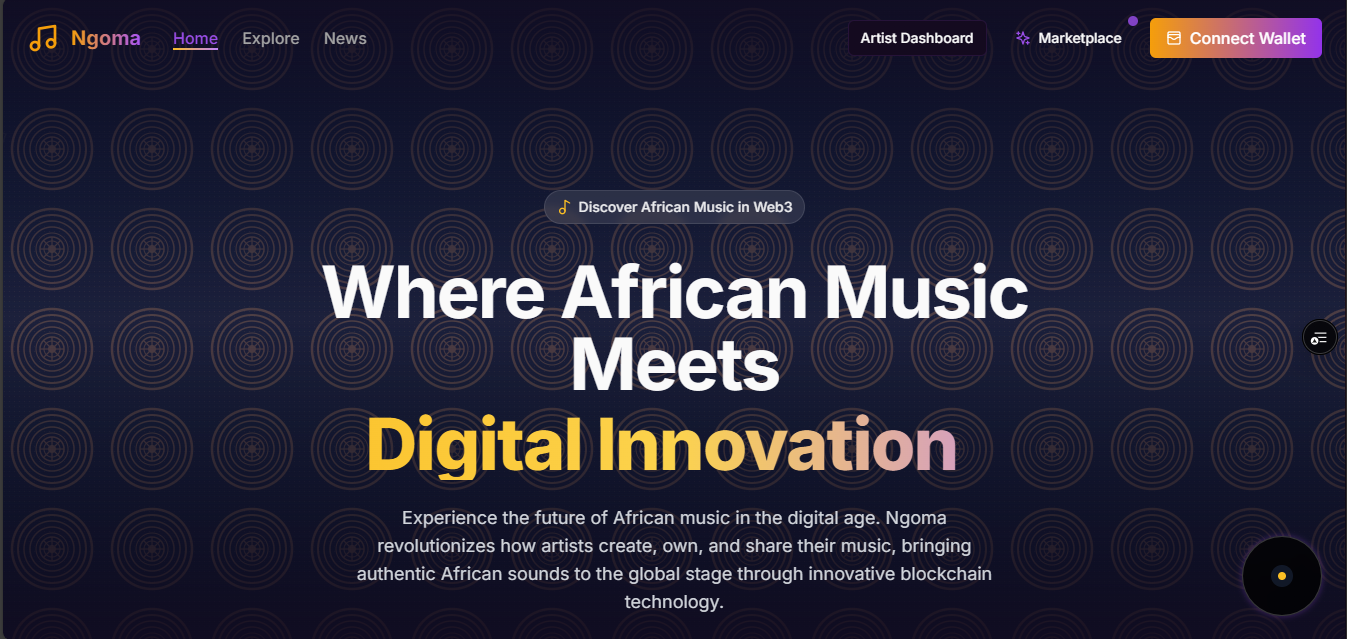 Ngoma
Home
Explore
News
Artist Dashboard
Marketplace
Connect Wallet
Discover African Music in Web3
Where African Music
Meets
Digital Innovation
Experience the future of African music in the digital age. Ngoma
revolutionizes how artists create, own, and share their music, bringing
authentic African sounds to the global stage through innovative blockchain
technology.